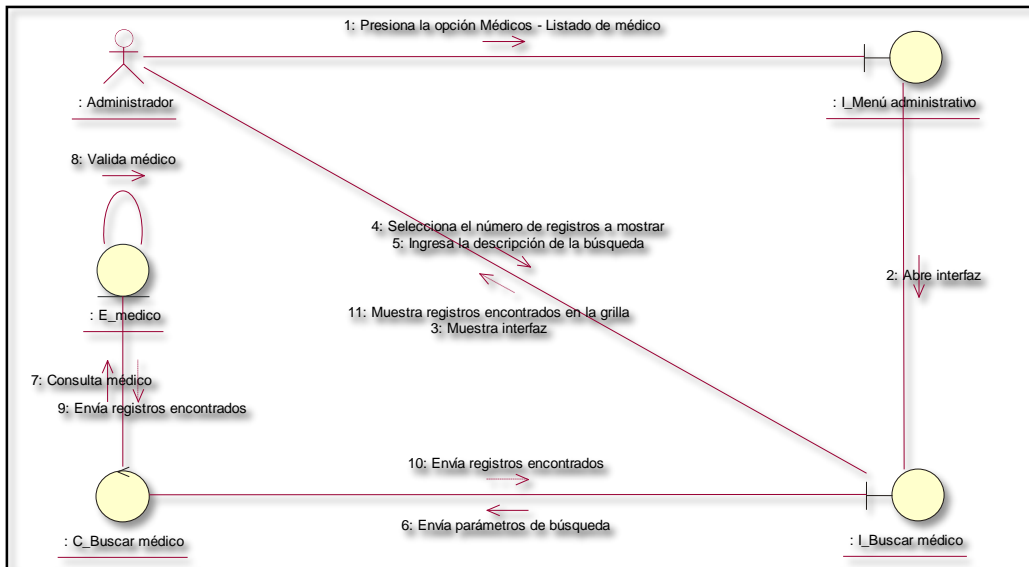 1: Presiona la opción Médicos - Listado de médico
: Administrador
: I_Menú administrativo
8: Valida médico
4: Selecciona el número de registros a mostrar
5: Ingresa la descripción de la búsqueda
2: Abre interfaz
: E_medico
11: Muestra registros encontrados en la grilla
3: Muestra interfaz
7: Consulta médico
9: Envía registros encontrados
10: Envía registros encontrados
6: Envía parámetros de búsqueda
: C_Buscar médico
: I_Buscar médico